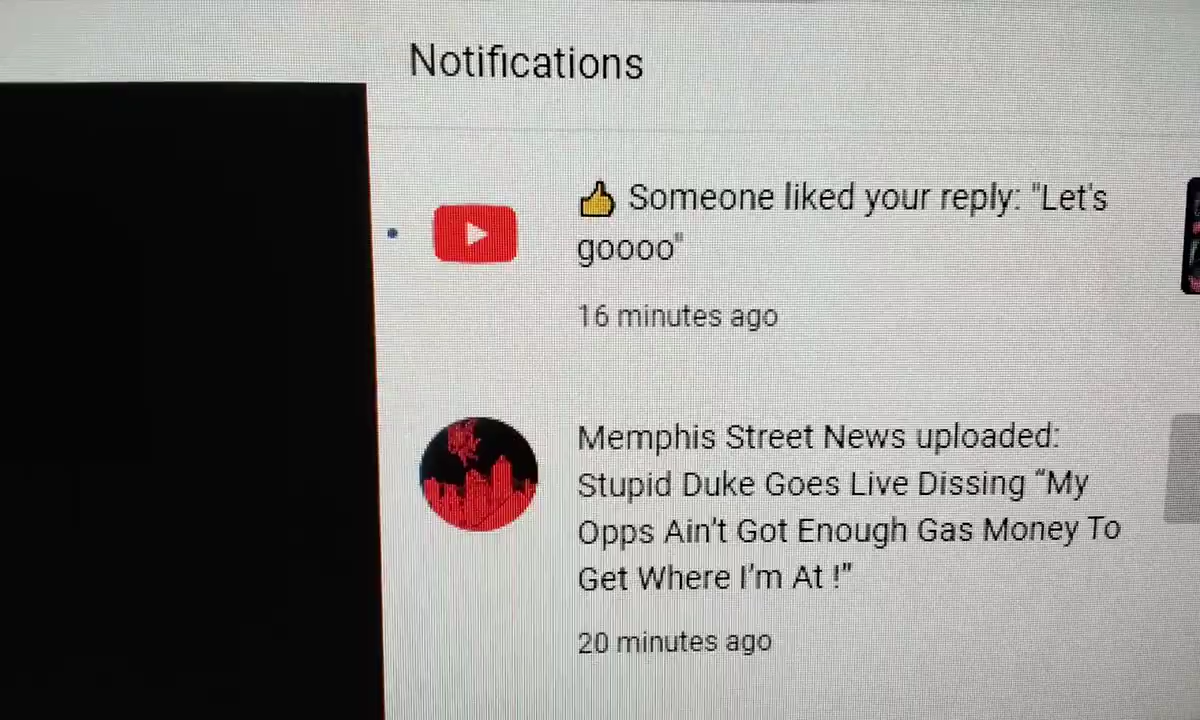 Notifications
👍 Someone liked your reply: "Let's
goooo"
16 minutes ago
Memphis Street News uploaded:
Stupid Duke Goes Live Dissing “My
Opps Ain't Got Enough Gas Money To
Get Where I'm At !"
20 minutes ago